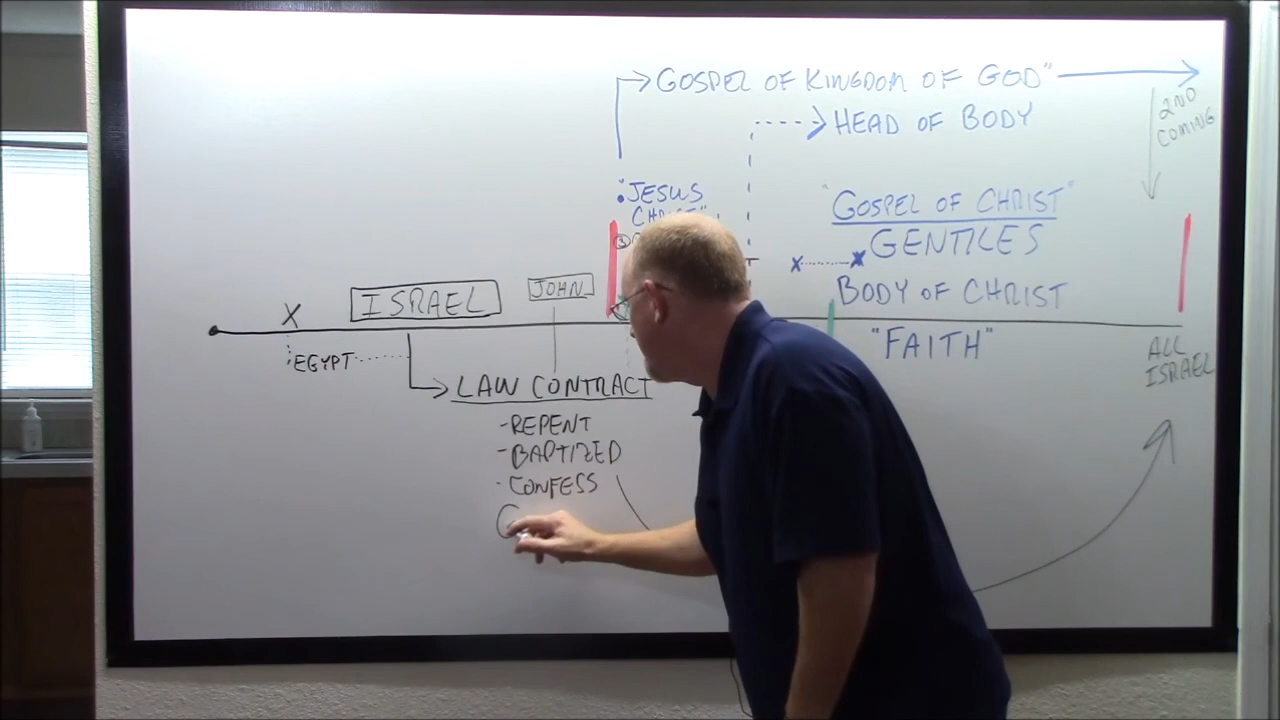 GOSPEL OF KINGDOM OF GOD"
HEAD OF BODY
2ND
COMING
"JESUS
CHRIST"
"GOSPEL OF CHRIST"
GENTILES
BODY OF CHRIST
"FAITH"
X
ISRAEL
JOHN
EGYPT
LAW CONTRACT
-REPENT
-BAPTIZED
-CONFESS
G
ALL
ISRAEL